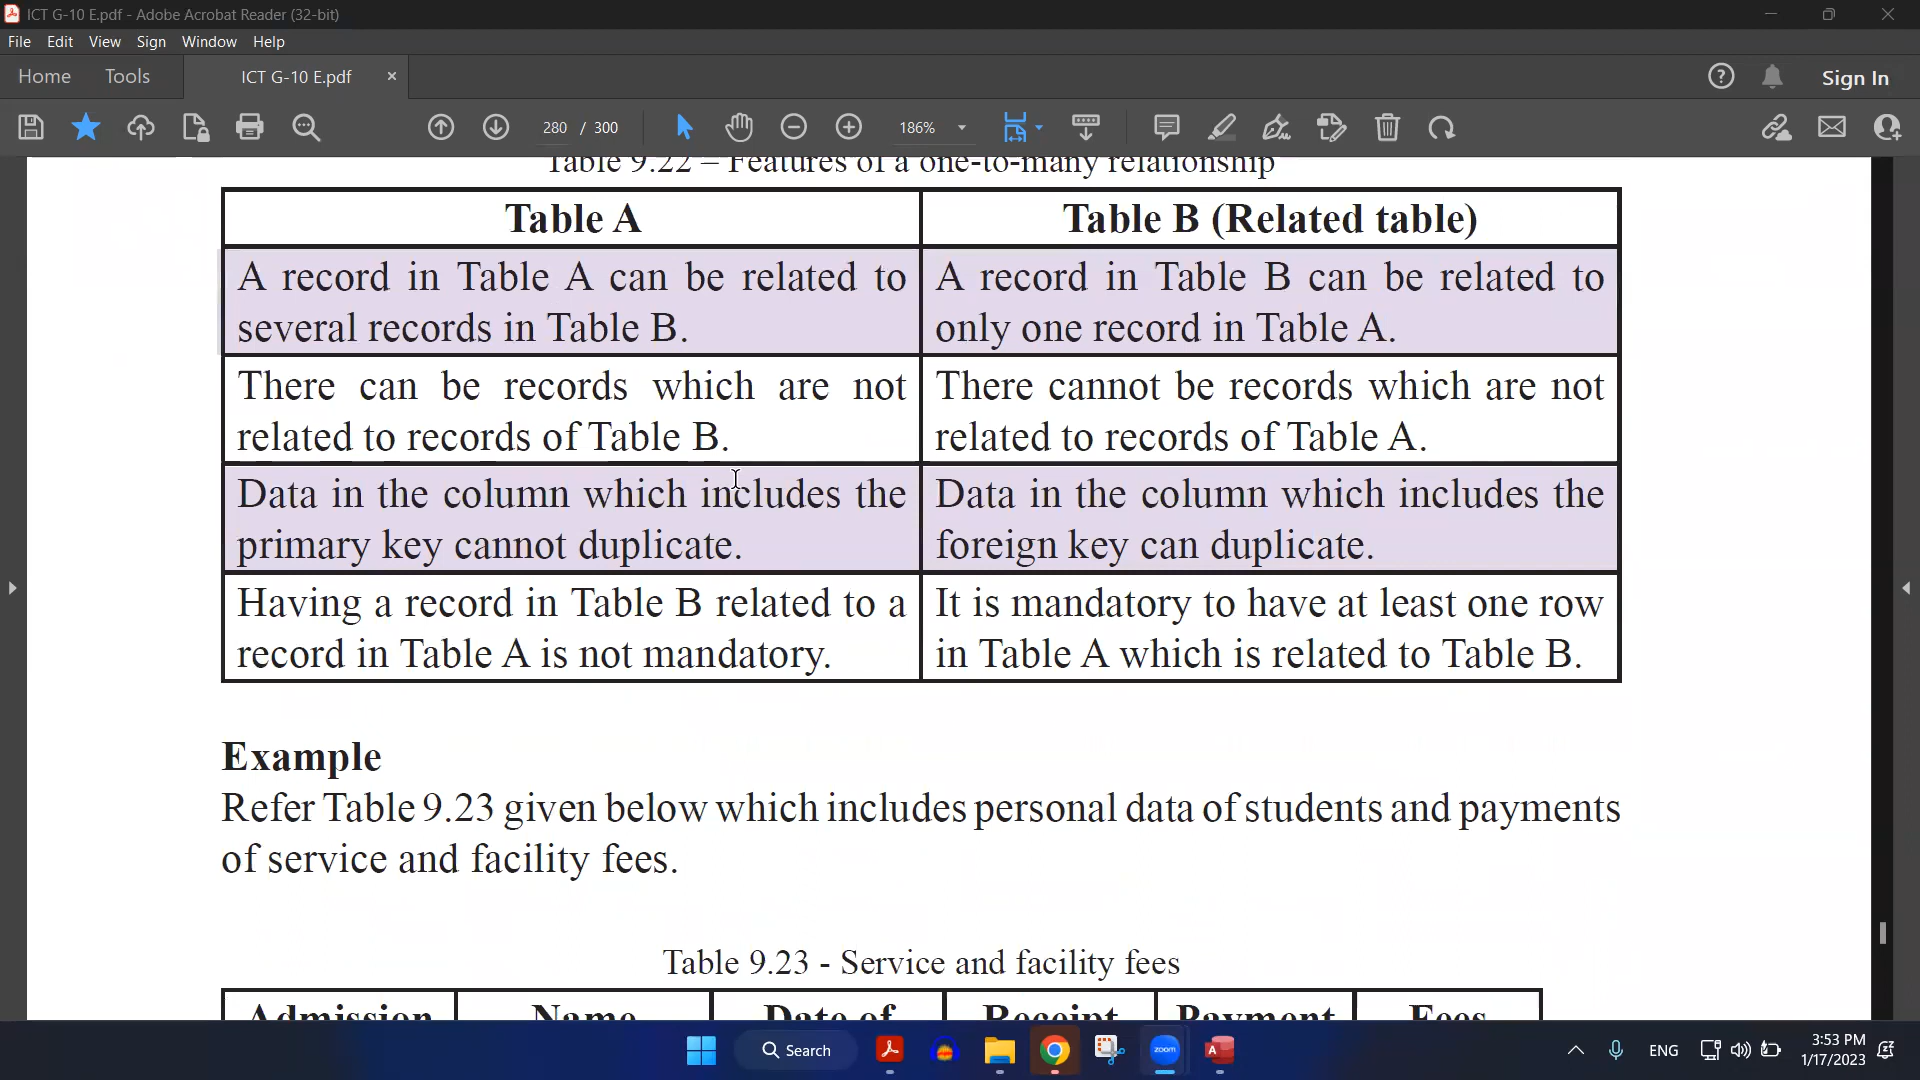 ICT G-10 E.pdf - Adobe Acrobat Reader (32-bit)
File Edit View Sign Window Help
Home Tools ICT G-10 E.pdf × Sign In
280 / 300 186%
Table 9.22 – Features of a one-to-many relationship
Table A Table B (Related table)
A record in Table A can be related to
several records in Table B.
A record in Table B can be related to
only one record in Table A.
There can be records which are not
related to records of Table B.
There cannot be records which are not
related to records of Table A.
Data in the column which includes the
primary key cannot duplicate.
Data in the column which includes the
foreign key can duplicate.
Having a record in Table B related to a
record in Table A is not mandatory.
It is mandatory to have at least one row
in Table A which is related to Table B.
Example
Refer Table 9.23 given below which includes personal data of students and payments
of service and facility fees.
Table 9.23 - Service and facility fees
Admission Name Date of Receipt Payment Fees
Search zoom ENG 3:53 PM
1/17/2023